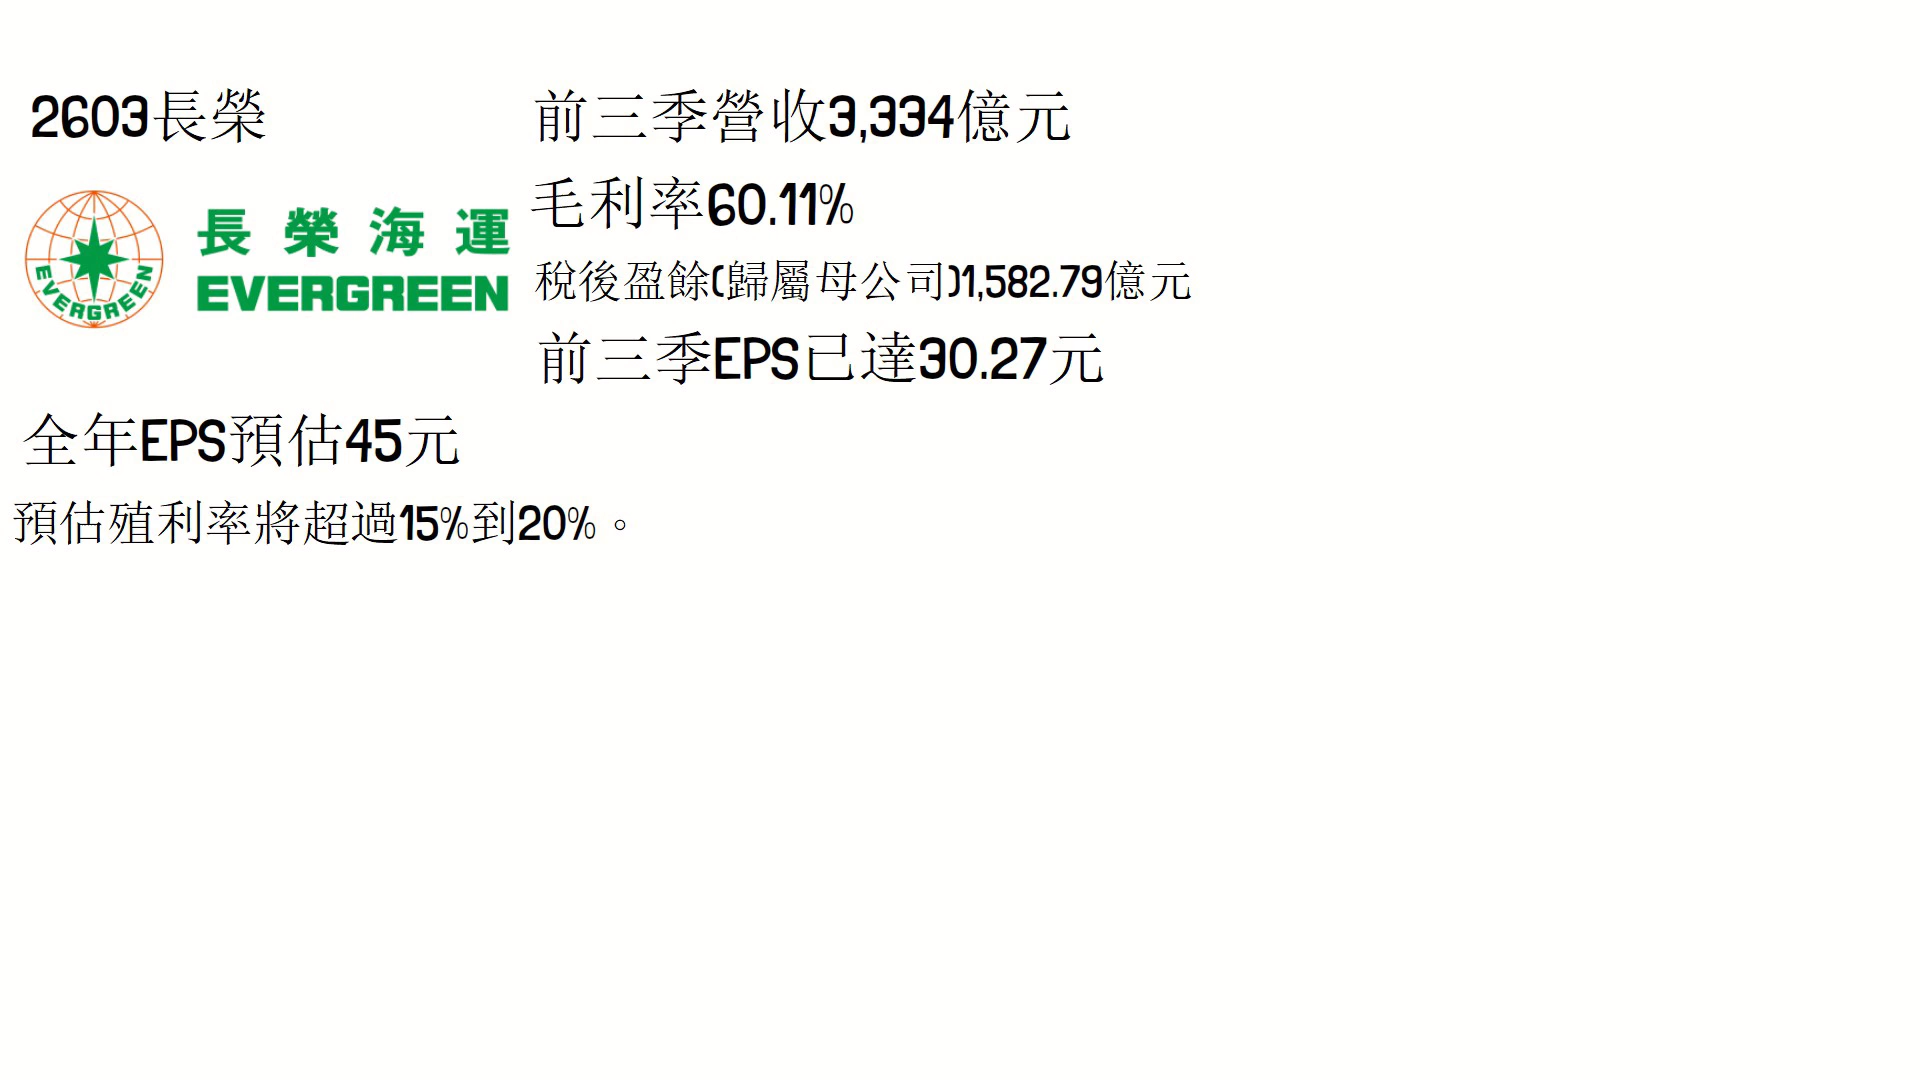 2603長榮
長榮海運
EVERGREEN
EVERGREEN
前三季營收3,334億元
毛利率60.11%
稅後盈餘(歸屬母公司)1,582.79億元
前三季EPS已達30.27元
全年EPS預估45元
預估殖利率將超過15%到20%。